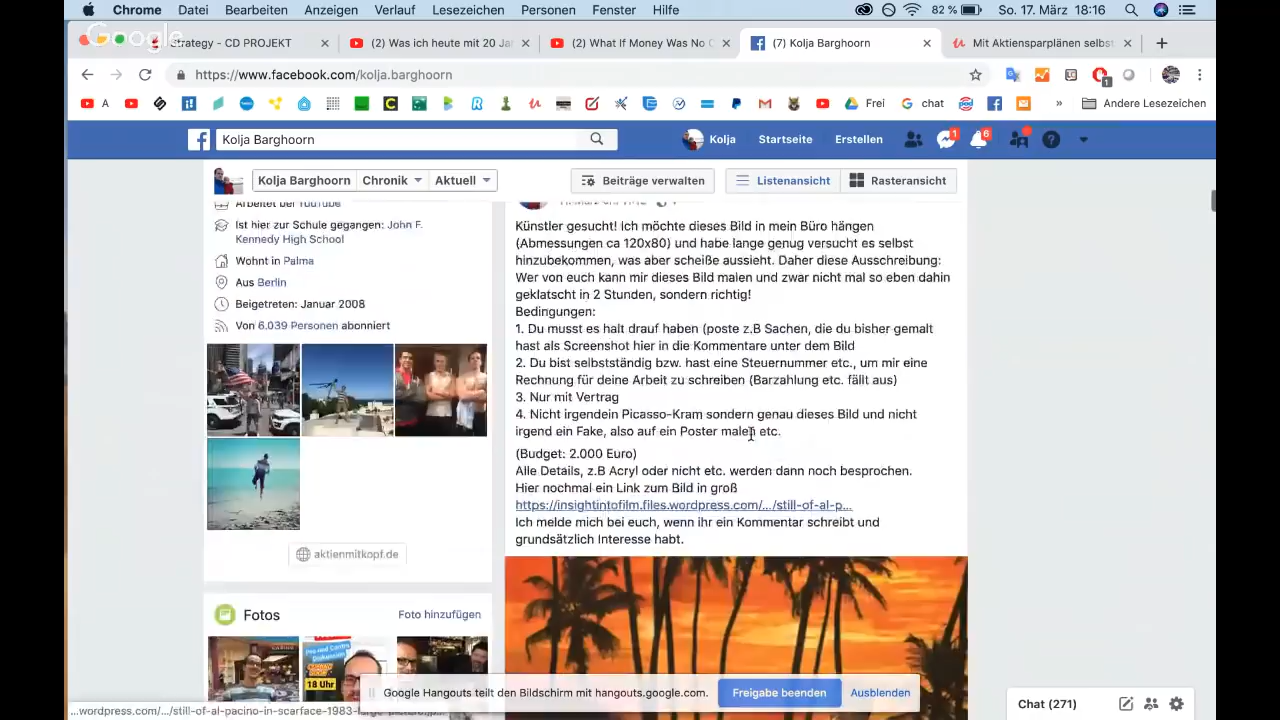 Chrome Datei Bearbeiten Anzeigen Verlauf Lesezeichen Personen Fenster Hilfe 82 % So. 17. März 18:16
Google
Strategy - CD PROJEKT
(2) Was ich heute mit 20 Jah
(2) What If Money Was No O
(7) Kolja Barghoorn
Mit Aktiensparplänen selbst
https://www.facebook.com/kolja.barghoorn
A
Frei
chat
» Andere Lesezeichen
Kolja Barghoorn
Kolja Startseite Erstellen
Kolja Barghoorn Chronik Aktuell
Beiträge verwalten
Listenansicht Rasteransicht
Arbeitet bei YouTube
Ist hier zur Schule gegangen: John F.
Kennedy High School
Wohnt in Palma
Aus Berlin
Beigetreten: Januar 2008
Von 6.039 Personen abonniert
aktienmitkopf.de
Fotos Foto hinzufügen
Pro und Contra
Diskussion
18 Uhr
Künstler gesucht! Ich möchte dieses Bild in mein Büro hängen
(Abmessungen ca 120x80) und habe lange genug versucht es selbst
hinzubekommen, was aber scheiße aussieht. Daher diese Ausschreibung:
Wer von euch kann mir dieses Bild malen und zwar nicht mal so eben dahin
geklatscht in 2 Stunden, sondern richtig!
Bedingungen:
1. Du musst es halt drauf haben (poste z.B Sachen, die du bisher gemalt
hast als Screenshot hier in die Kommentare unter dem Bild
2. Du bist selbstständig bzw. hast eine Steuernummer etc., um mir eine
Rechnung für deine Arbeit zu schreiben (Barzahlung etc. fällt aus)
3. Nur mit Vertrag
4. Nicht irgendein Picasso-Kram sondern genau dieses Bild und nicht
irgend ein Fake, also auf ein Poster malen etc.
(Budget: 2.000 Euro)
Alle Details, z.B Acryl oder nicht etc. werden dann noch besprochen.
Hier nochmal ein Link zum Bild in groß
https://insightintofilm.files.wordpress.com/.../still-of-al-p...
Ich melde mich bei euch, wenn ihr ein Kommentar schreibt und
grundsätzlich Interesse habt.
Google Hangouts teilt den Bildschirm mit hangouts.google.com. Freigabe beenden Ausblenden
Chat (271)